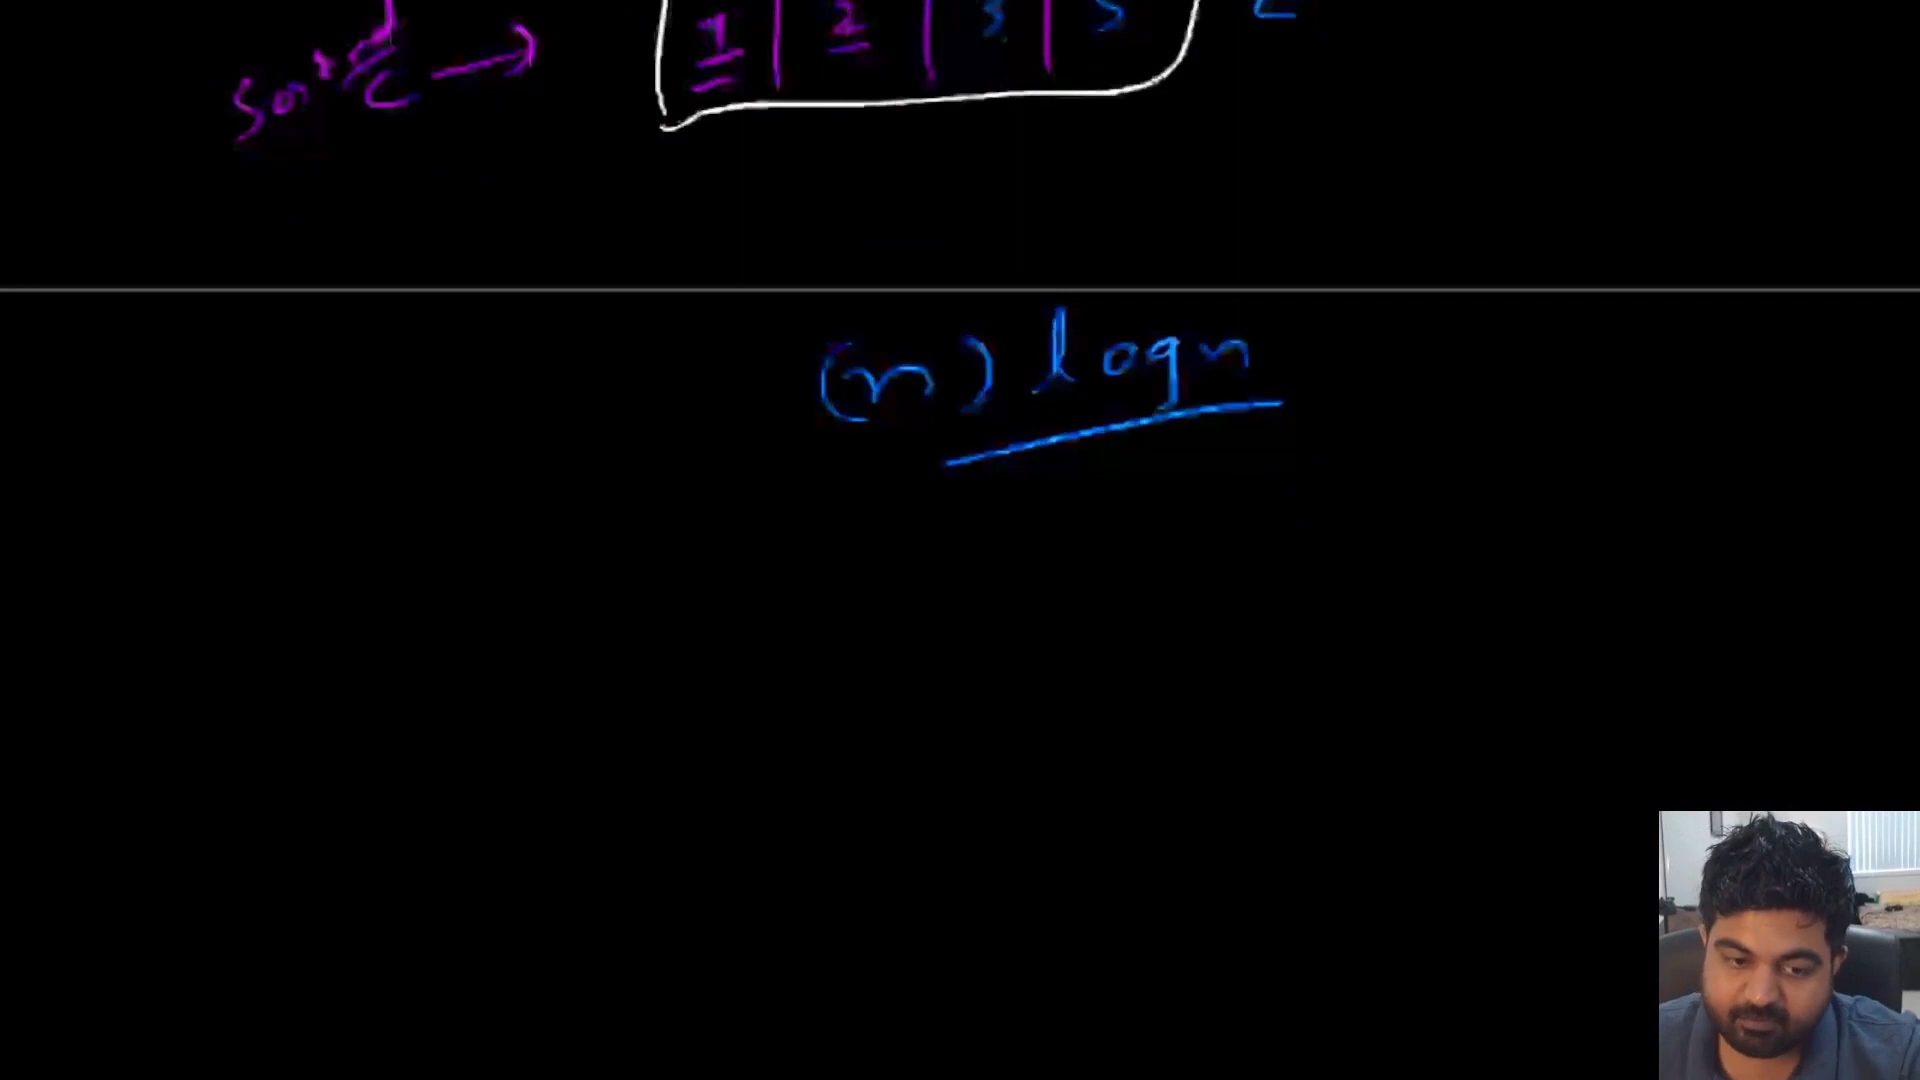 sorted → 1 | 2 | 3 | 5
(n) log n